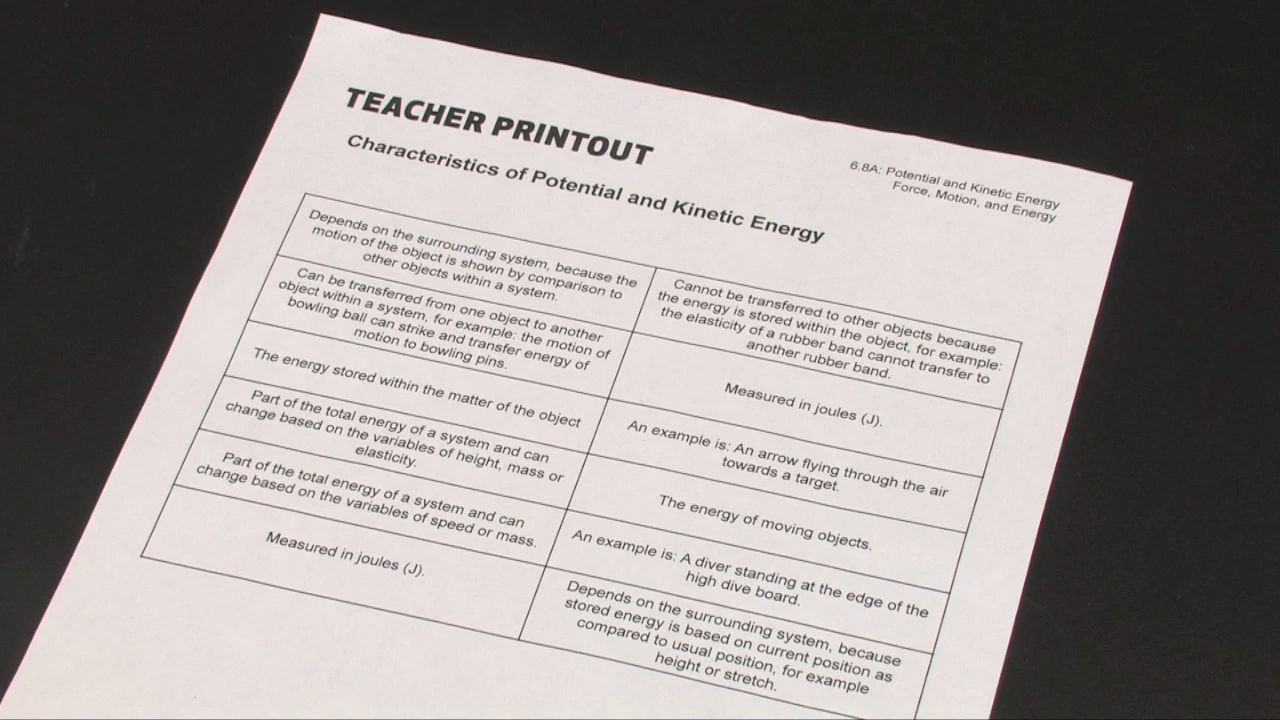 TEACHER PRINTOUT
6.8A: Potential and Kinetic Energy
Force, Motion, and Energy
Characteristics of Potential and Kinetic Energy
Depends on the surrounding system, because the
motion of the object is shown by comparison to
other objects within a system.
Cannot be transferred to other objects because
the energy is stored within the object, for example:
the elasticity of a rubber band cannot transfer to
another rubber band.
Can be transferred from one object to another
object within a system, for example: the motion of
bowling ball can strike and transfer energy of
motion to bowling pins.
Measured in joules (J).
The energy stored within the matter of the object
An example is: An arrow flying through the air
towards a target.
Part of the total energy of a system and can
change based on the variables of height, mass or
elasticity.
The energy of moving objects.
Part of the total energy of a system and can
change based on the variables of speed or mass.
An example is: A diver standing at the edge of the
high dive board.
Measured in joules (J).
Depends on the surrounding system, because
stored energy is based on current position as
compared to usual position, for example
height or stretch.